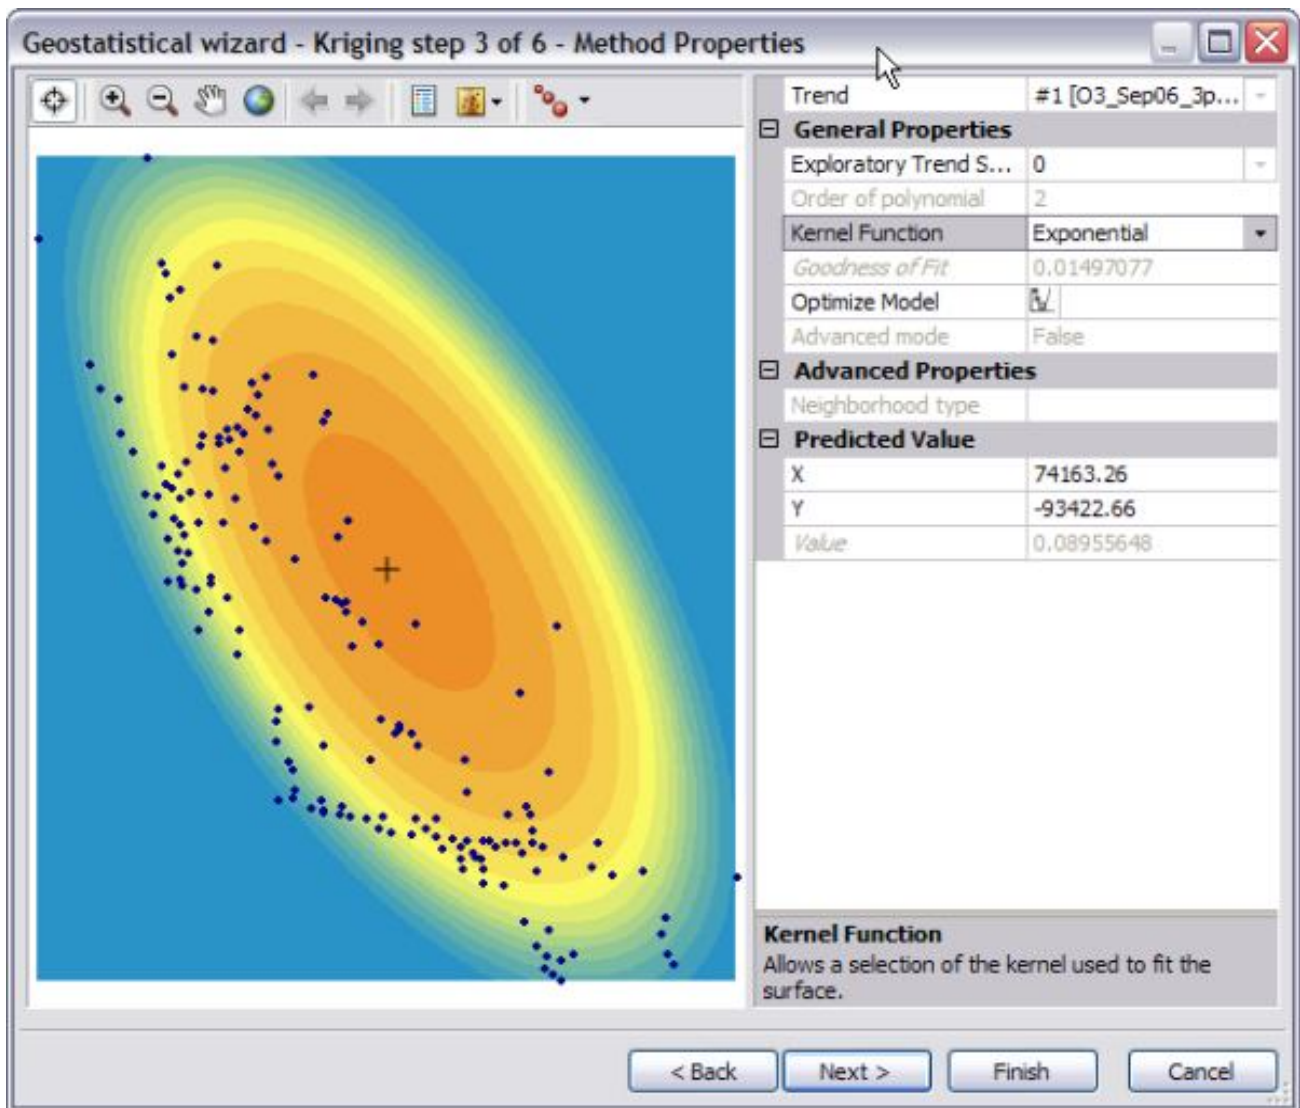 Geostatistical wizard - Kriging step 3 of 6 - Method Properties
Trend #1 [O3_Sep06_3p...
General Properties
Exploratory Trend S... 0
Order of polynomial 2
Kernel Function Exponential
Goodness of Fit 0.01497077
Optimize Model
Advanced mode False
Advanced Properties
Neighborhood type
Predicted Value
X 74163.26
Y -93422.66
Value 0.08955648
Kernel Function
Allows a selection of the kernel used to fit the
surface.
< Back Next > Finish Cancel